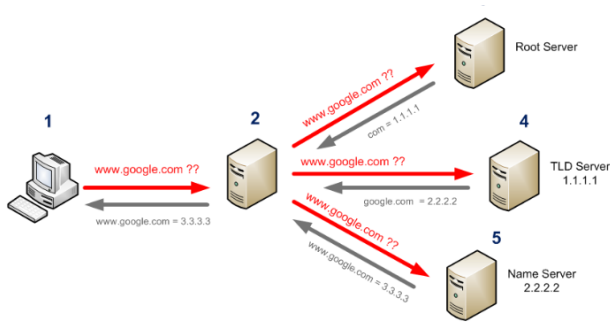 Root Server
www.google.com ??
com = 1.1.1.1
1
2
4
www.google.com ??
www.google.com = 3.3.3.3
www.google.com ??
google.com = 2.2.2.2
TLD Server
1.1.1.1
www.google.com ??
www.google.com = 3.3.3.3
5
Name Server
2.2.2.2